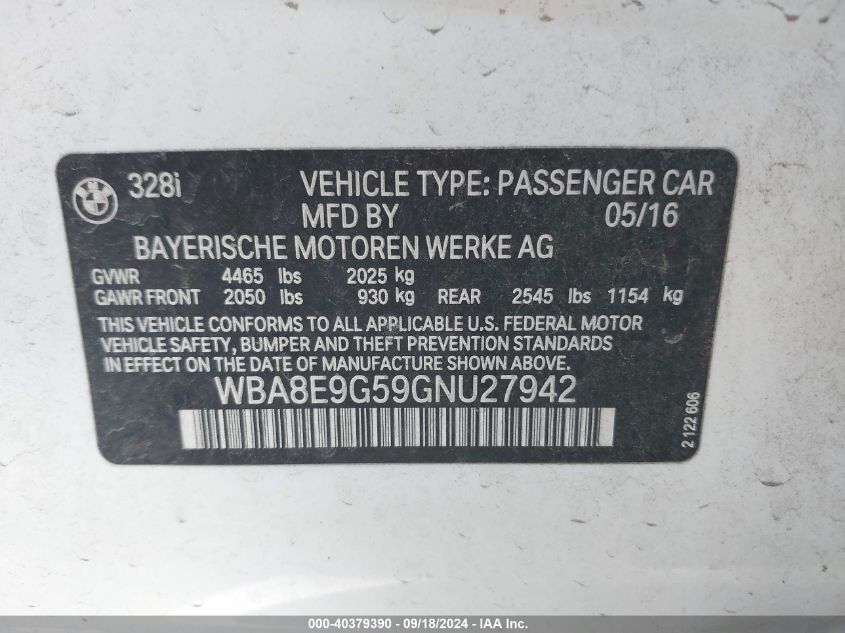 BMW
328i VEHICLE TYPE: PASSENGER CAR
MFD BY 05/16
BAYERISCHE MOTOREN WERKE AG
GVWR 4465 lbs 2025 kg
GAWR FRONT 2050 lbs 930 kg REAR 2545 lbs 1154 kg
THIS VEHICLE CONFORMS TO ALL APPLICABLE U.S. FEDERAL MOTOR
VEHICLE SAFETY, BUMPER AND THEFT PREVENTION STANDARDS
IN EFFECT ON THE DATE OF MANUFACTURE SHOWN ABOVE.
WBA8E9G59GNU27942
2 122 606
000-40379390 - 09/18/2024 - IAA Inc.